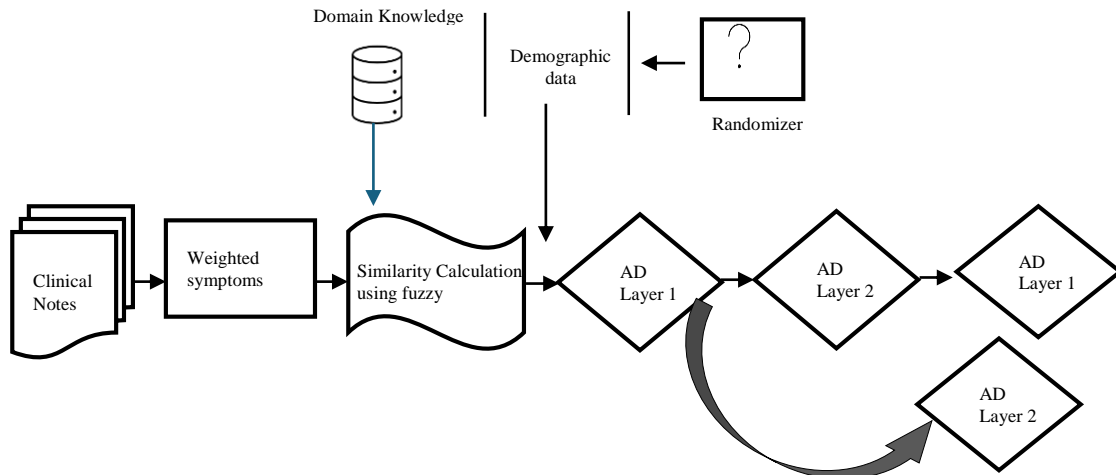 Domain Knowledge
Demographic
data
?
Randomizer
Clinical
Notes
Weighted
symptoms
Similarity Calculation
using fuzzy
AD
Layer 1
AD
Layer 2
AD
Layer 1
AD
Layer 2